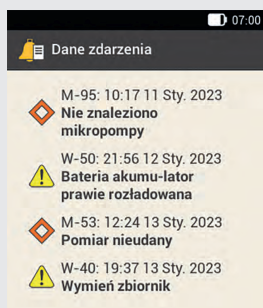 07:00
Dane zdarzenia
M-95: 10:17 11 Sty. 2023
Nie znaleziono
mikropompy
W-50: 21:56 12 Sty. 2023
Bateria akumu-lator
prawie rozładowana
M-53: 12:24 13 Sty. 2023
Pomiar nieudany
W-40: 19:37 13 Sty. 2023
Wymień zbiornik